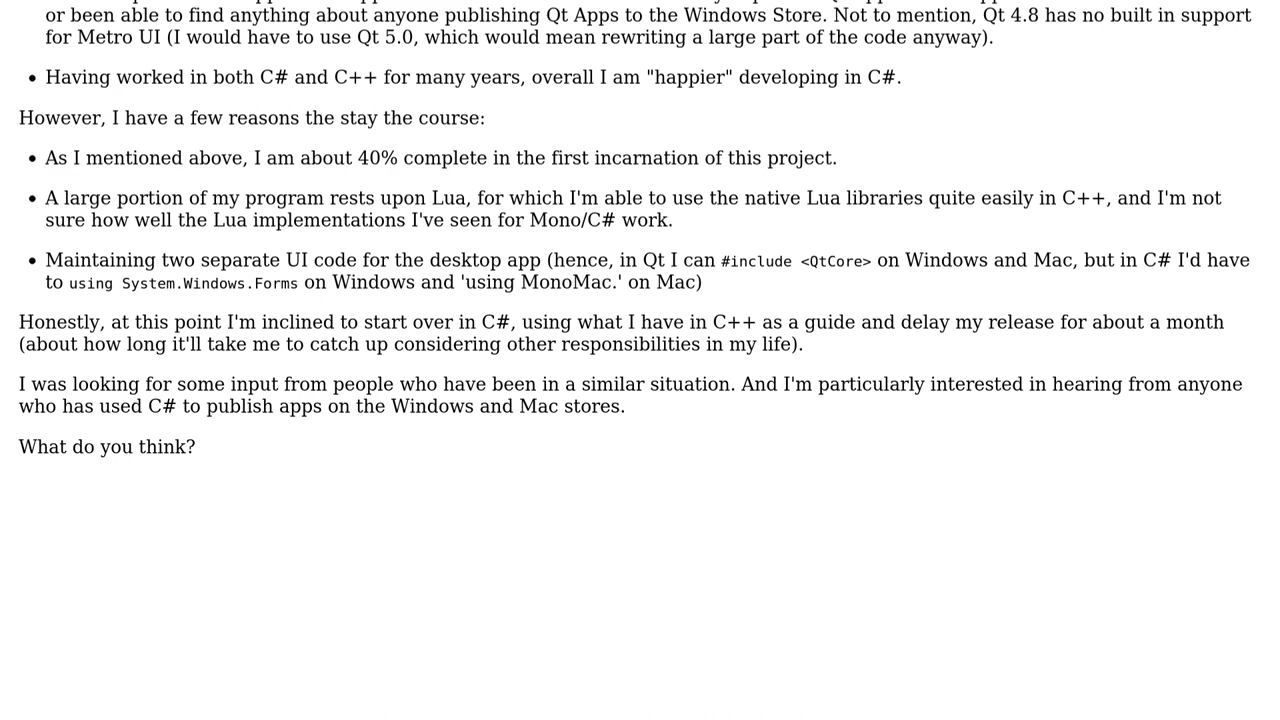 or been able to find anything about anyone publishing Qt Apps to the Windows Store. Not to mention, Qt 4.8 has no built in support
for Metro UI (I would have to use Qt 5.0, which would mean rewriting a large part of the code anyway).
• Having worked in both C# and C++ for many years, overall I am "happier" developing in C#.
However, I have a few reasons the stay the course:
• As I mentioned above, I am about 40% complete in the first incarnation of this project.
• A large portion of my program rests upon Lua, for which I'm able to use the native Lua libraries quite easily in C++, and I'm not
sure how well the Lua implementations I've seen for Mono/C# work.
• Maintaining two separate UI code for the desktop app (hence, in Qt I can #include <QtCore> on Windows and Mac, but in C# I'd have
to using System.Windows.Forms on Windows and 'using MonoMac.' on Mac)
Honestly, at this point I'm inclined to start over in C#, using what I have in C++ as a guide and delay my release for about a month
(about how long it'll take me to catch up considering other responsibilities in my life).
I was looking for some input from people who have been in a similar situation. And I'm particularly interested in hearing from anyone
who has used C# to publish apps on the Windows and Mac stores.
What do you think?